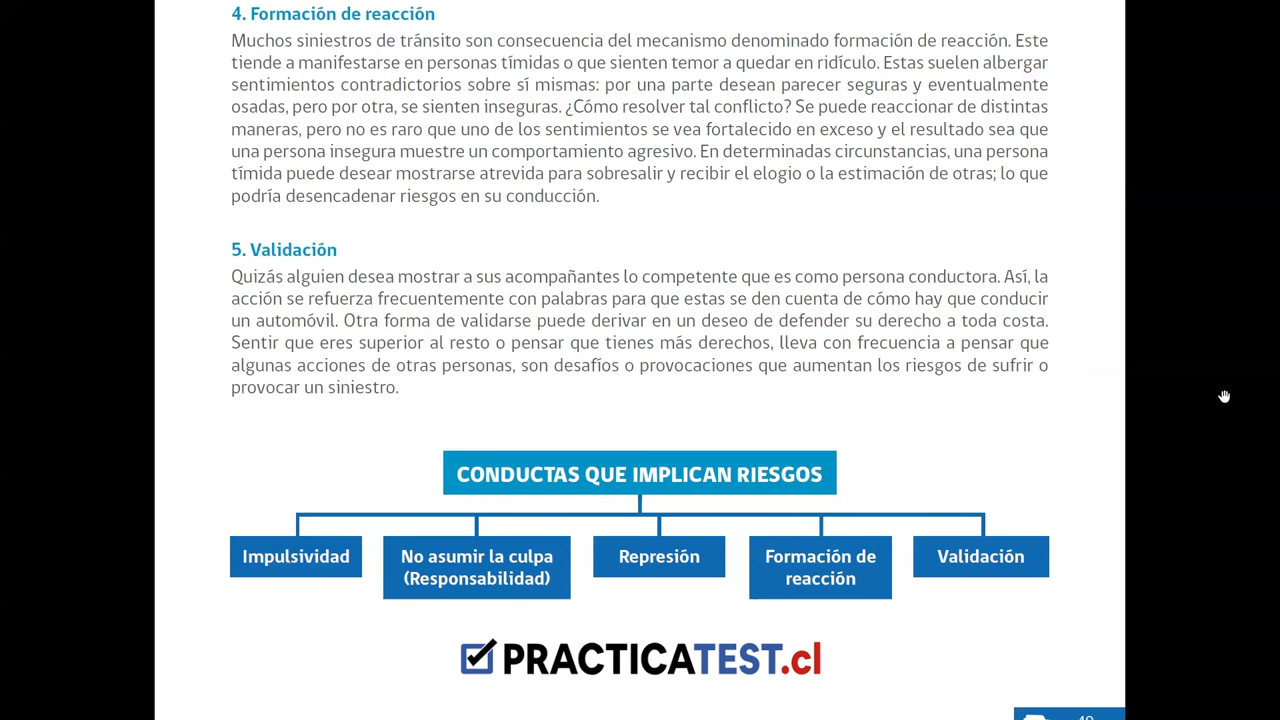 4. Formación de reacción
Muchos siniestros de tránsito son consecuencia del mecanismo denominado formación de reacción. Este
tiende a manifestarse en personas tímidas o que sienten temor a quedar en ridículo. Estas suelen albergar
sentimientos contradictorios sobre sí mismas: por una parte desean parecer seguras y eventualmente
osadas, pero por otra, se sienten inseguras. ¿Cómo resolver tal conflicto? Se puede reaccionar de distintas
maneras, pero no es raro que uno de los sentimientos se vea fortalecido en exceso y el resultado sea que
una persona insegura muestre un comportamiento agresivo. En determinadas circunstancias, una persona
tímida puede desear mostrarse atrevida para sobresalir y recibir el elogio o la estimación de otras; lo que
podría desencadenar riesgos en su conducción.
5. Validación
Quizás alguien desea mostrar a sus acompañantes lo competente que es como persona conductora. Así, la
acción se refuerza frecuentemente con palabras para que estas se den cuenta de cómo hay que conducir
un automóvil. Otra forma de validarse puede derivar en un deseo de defender su derecho a toda costa.
Sentir que eres superior al resto o pensar que tienes más derechos, lleva con frecuencia a pensar que
algunas acciones de otras personas, son desafíos o provocaciones que aumentan los riesgos de sufrir o
provocar un siniestro.
CONDUCTAS QUE IMPLICAN RIESGOS
Impulsividad
No asumir la culpa
(Responsabilidad)
Represión
Formación de
reacción
Validación
PRACTICATEST.cl